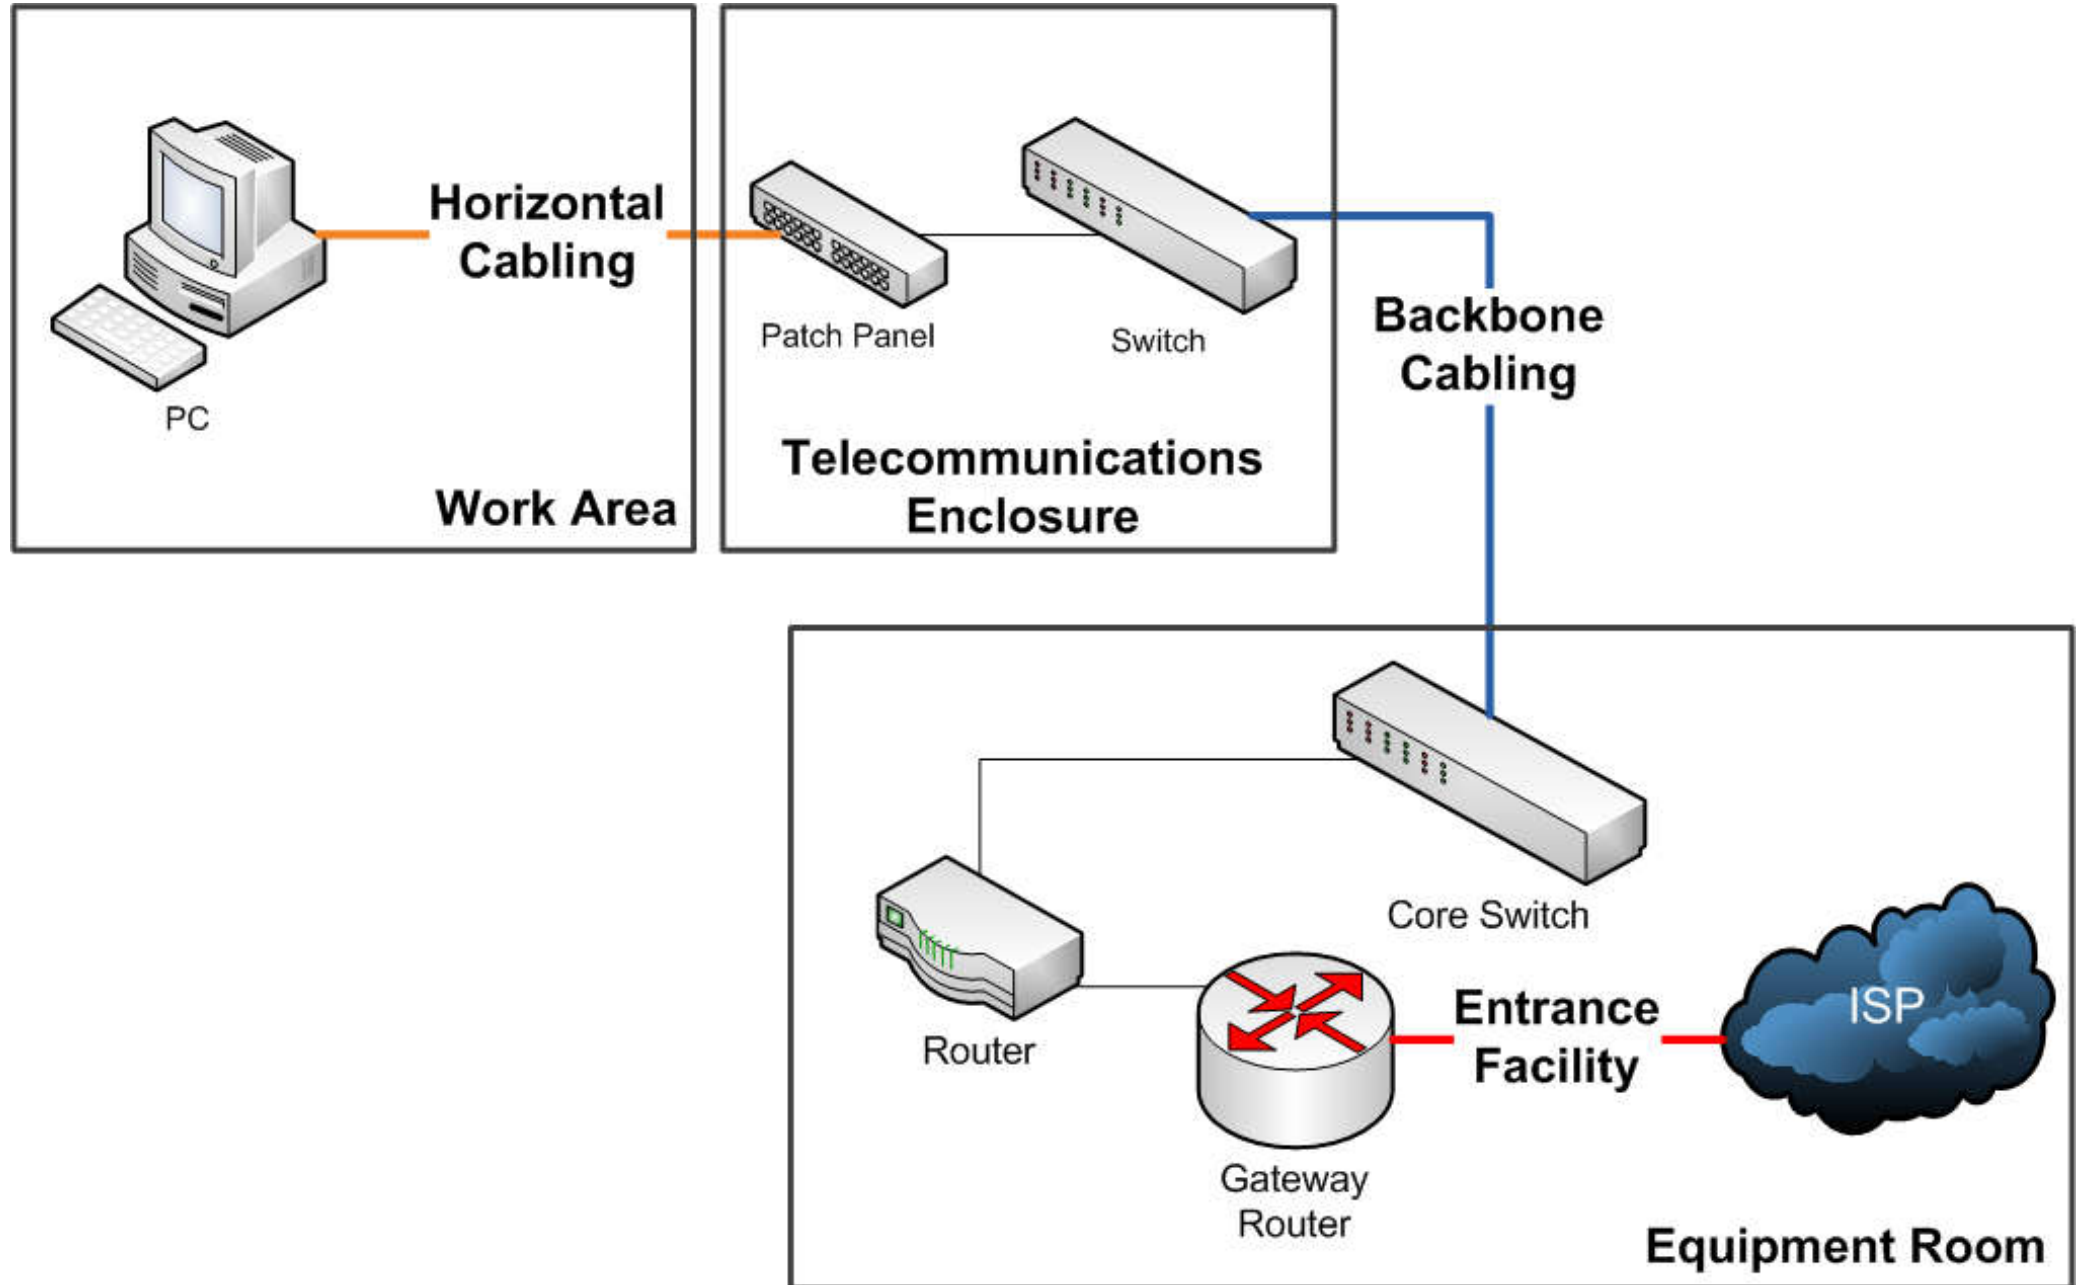 Horizontal
Cabling
PC
Work Area
Patch Panel
Switch
Telecommunications
Enclosure
Backbone
Cabling
Core Switch
Router
Gateway
Router
Entrance
Facility
ISP
Equipment Room